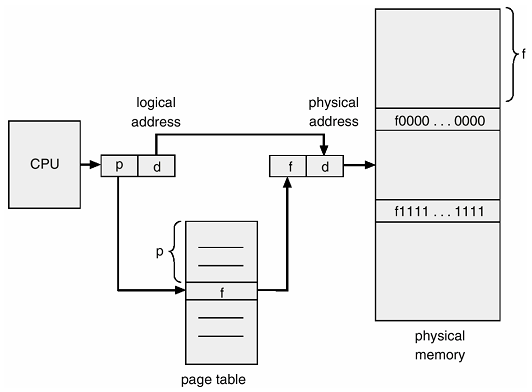 logical
address
physical
address
f
f0000 . . . 0000
CPU
p
d
f
d
f1111 . . . 1111
p
f
physical
memory
page table